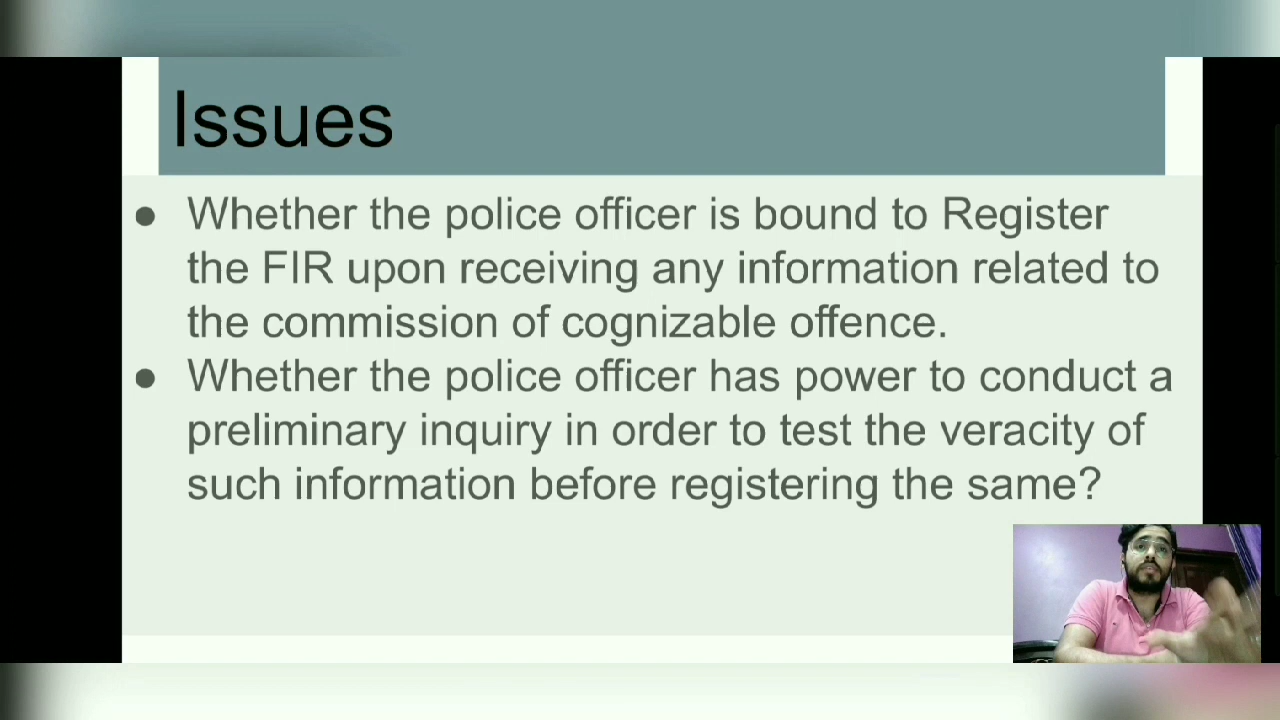 Issues
● Whether the police officer is bound to Register
the FIR upon receiving any information related to
the commission of cognizable offence.
● Whether the police officer has power to conduct a
preliminary inquiry in order to test the veracity of
such information before registering the same?